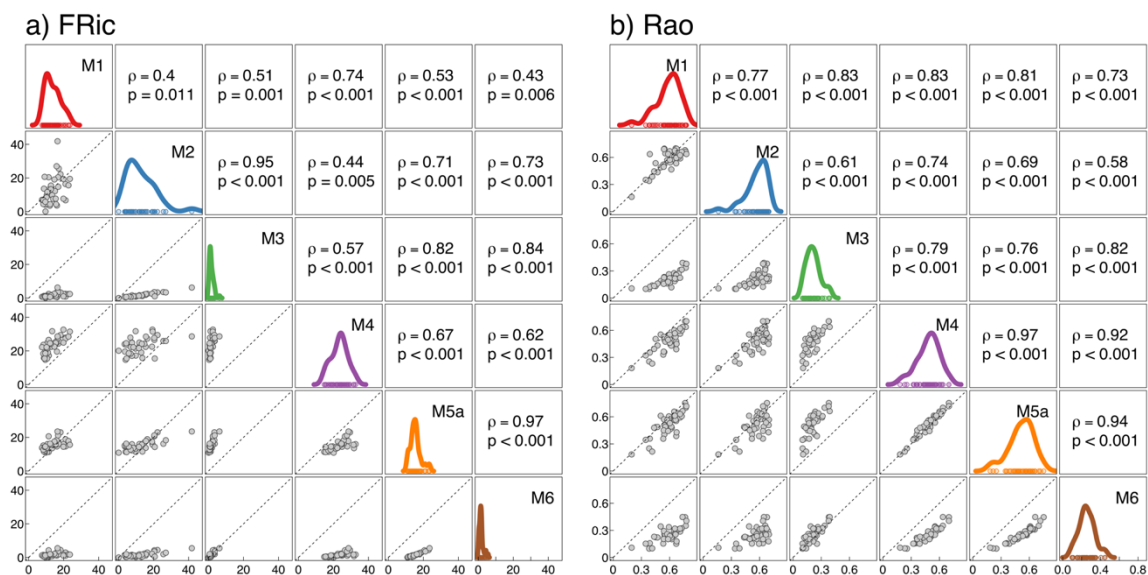 a) FRic
M1
ρ = 0.4
p = 0.011
ρ = 0.51
p = 0.001
ρ = 0.74
p < 0.001
ρ = 0.53
p < 0.001
ρ = 0.43
p = 0.006
40
20
0
M2
ρ = 0.95
p < 0.001
ρ = 0.44
p = 0.005
ρ = 0.71
p < 0.001
ρ = 0.73
p < 0.001
40
20
0
M3
ρ = 0.57
p < 0.001
ρ = 0.82
p < 0.001
ρ = 0.84
p < 0.001
40
20
0
M4
ρ = 0.67
p < 0.001
ρ = 0.62
p < 0.001
40
20
0
M5a
ρ = 0.97
p < 0.001
40
20
0
M6
0 20 40 0 20 40 0 20 40 0 20 40 0 20 40 0 20 40
b) Rao
M1
ρ = 0.77
p < 0.001
ρ = 0.83
p < 0.001
ρ = 0.83
p < 0.001
ρ = 0.81
p < 0.001
ρ = 0.73
p < 0.001
0.6
0.3
0
M2
ρ = 0.61
p < 0.001
ρ = 0.74
p < 0.001
ρ = 0.69
p < 0.001
ρ = 0.58
p < 0.001
0.6
0.3
0
M3
ρ = 0.79
p < 0.001
ρ = 0.76
p < 0.001
ρ = 0.82
p < 0.001
0.6
0.3
0
M4
ρ = 0.97
p < 0.001
ρ = 0.92
p < 0.001
0.6
0.3
0
M5a
ρ = 0.94
p < 0.001
0.6
0.3
0
M6
0 0.3 0.6 0 0.3 0.6 0 0.3 0.6 0 0.3 0.6 0 0.3 0.6 0.0 0.3 0.6